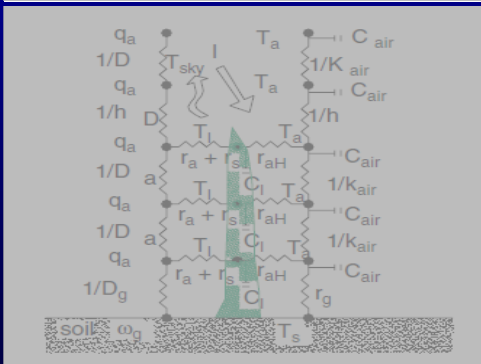 q_a I T_a C_air
1/D T_sky 1/K_air
q_a T_a C_air
1/h D 1/h
q_a T_l T_a
r_a + r_s r_aH C_air
1/D a C_l 1/k_air
q_a T_l T_a
r_a + r_s r_aH C_air
1/D a C_l 1/k_air
q_a T_l T_a
r_a + r_s r_aH C_air
1/D_g C_l r_g
soil ω_g T_s